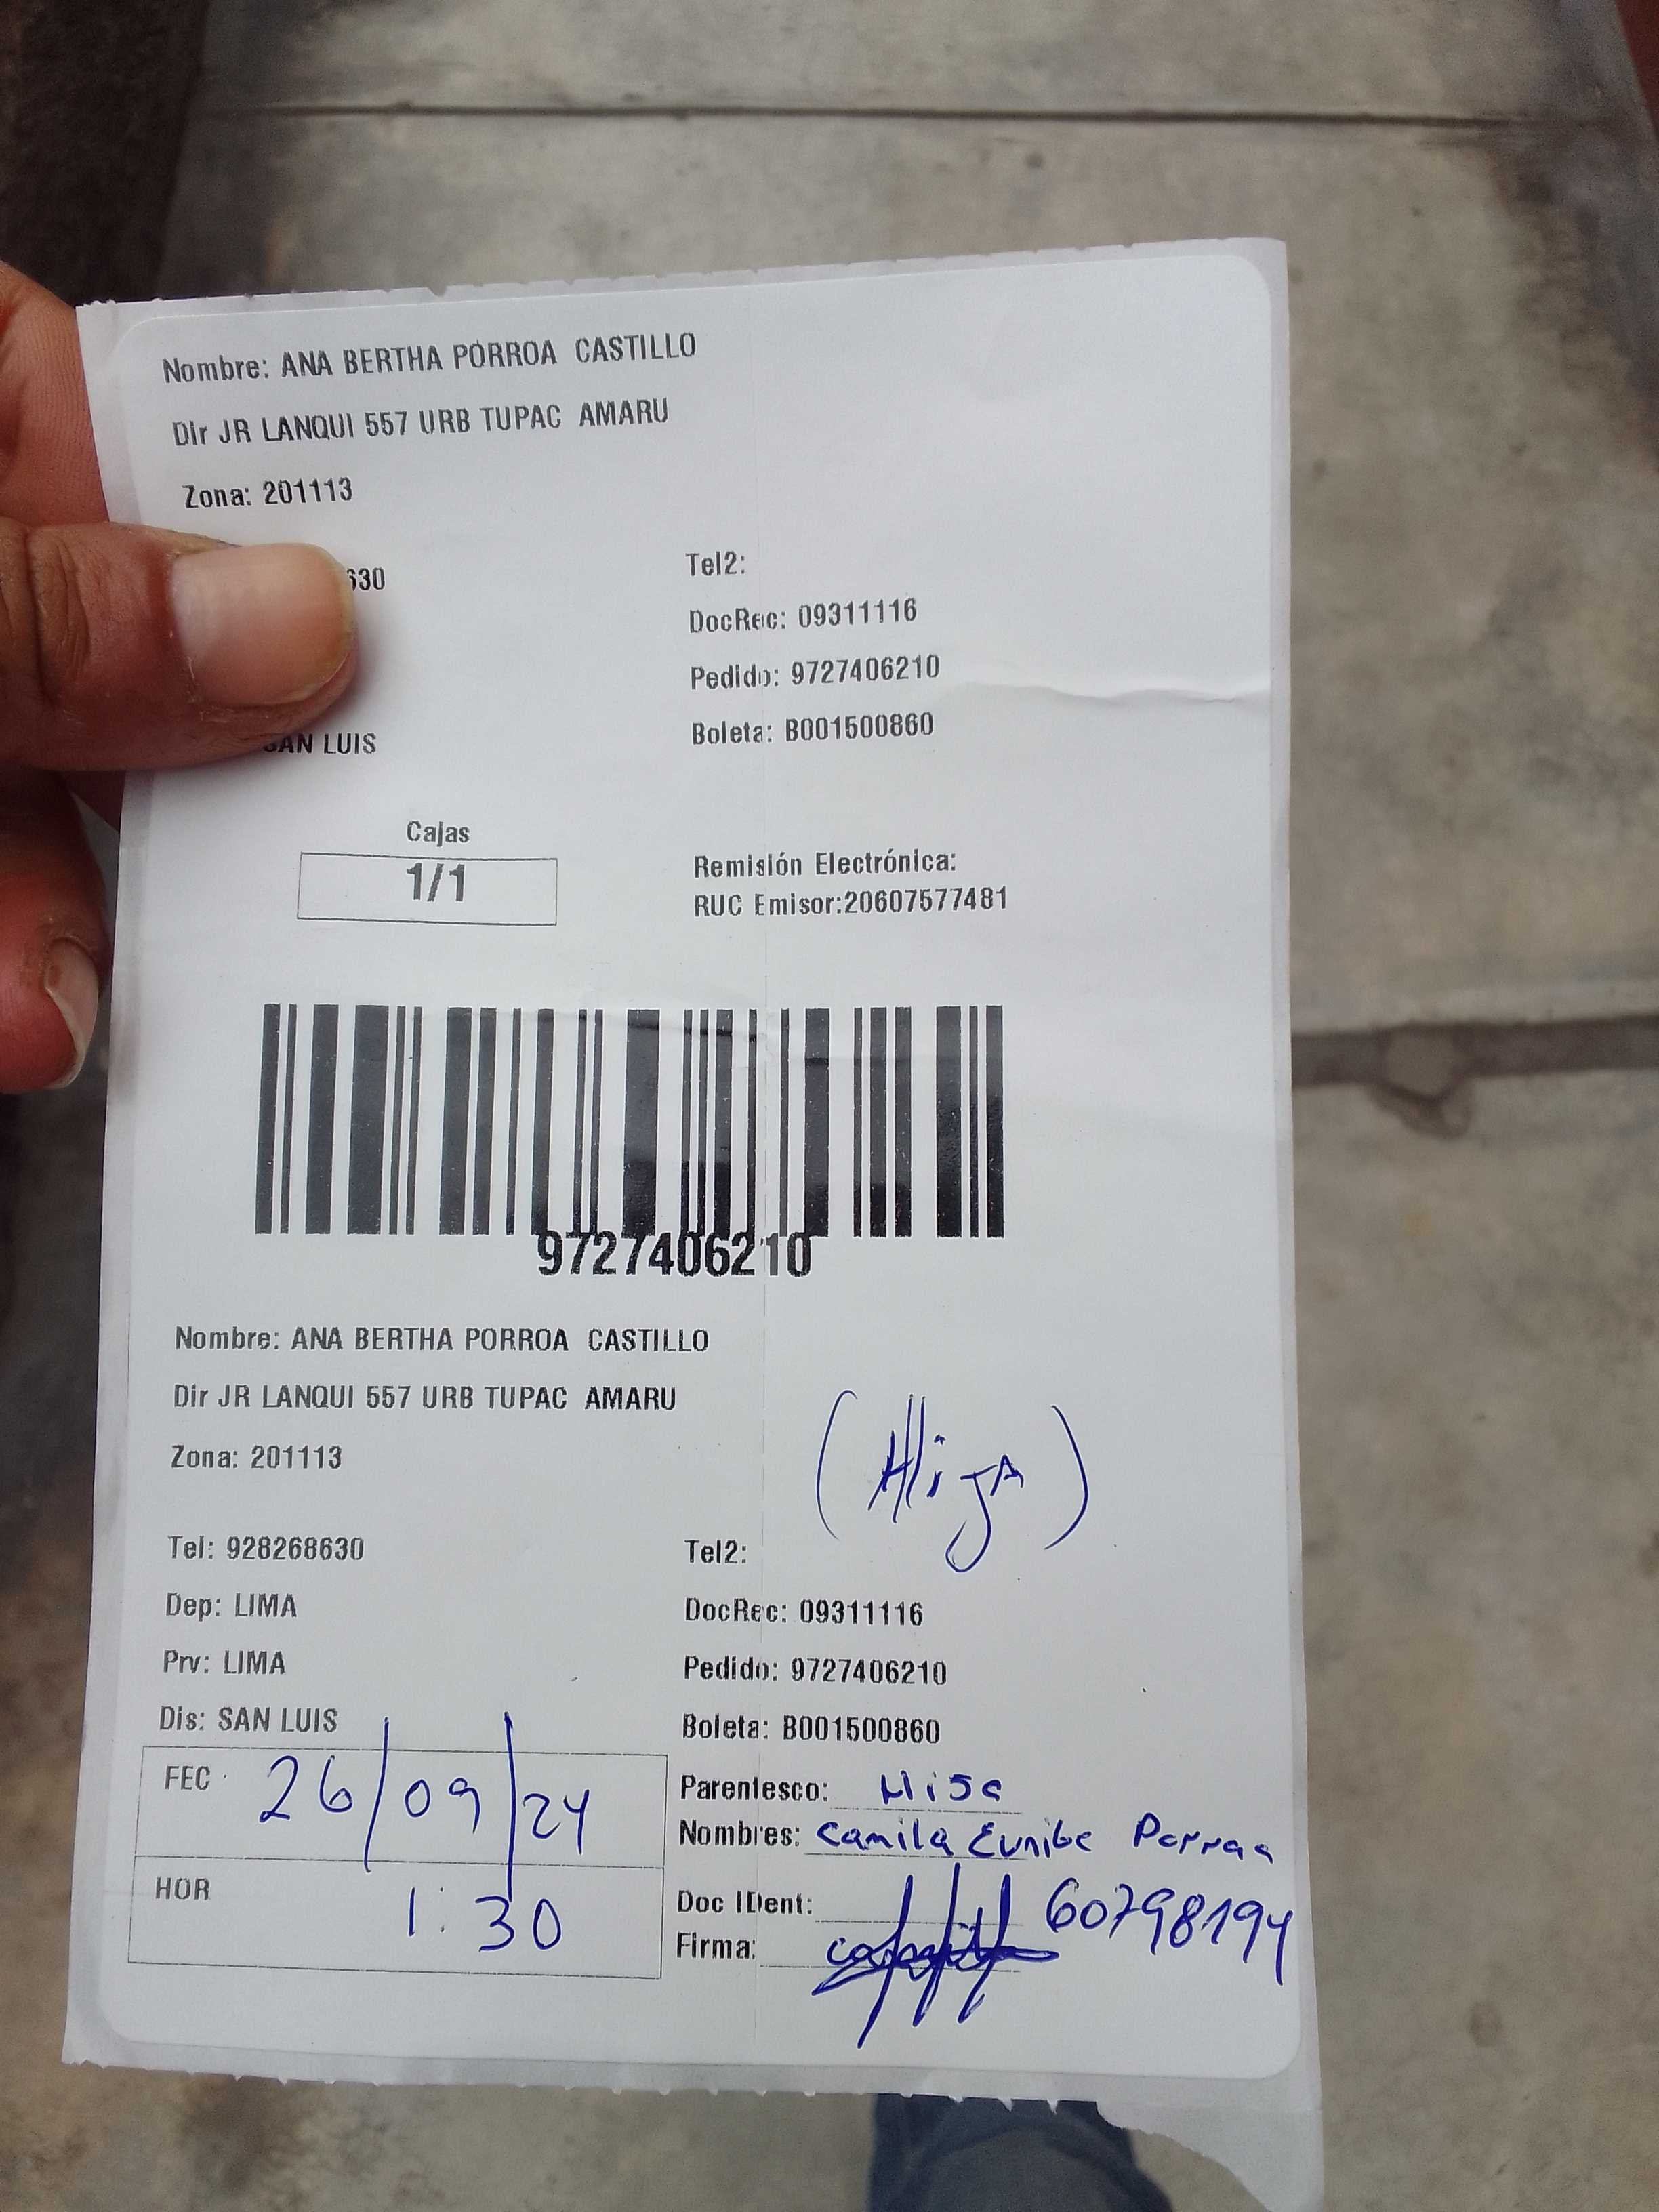 Nombre: ANA BERTHA PORROA CASTILLO
Dir JR LANQUI 557 URB TUPAC AMARU
Zona: 201113
630 Tel2:
DocRec: 09311116
Pedido: 9727406210
SAN LUIS Boleta: B001500860
Cajas
1/1
Remisión Electrónica:
RUC Emisor:20607577481
9727406210
Nombre: ANA BERTHA PORROA CASTILLO
Dir JR LANQUI 557 URB TUPAC AMARU
Zona: 201113
(HijA)
Tel: 928268630 Tel2:
Dep: LIMA DocRec: 09311116
Prv: LIMA Pedido: 9727406210
Dis: SAN LUIS Boleta: B001500860
FEC 26/09/24
HOR 1:30
Parentesco: Hija
Nombres: Camila Porroa
Doc IDent: 60798194
Firma: